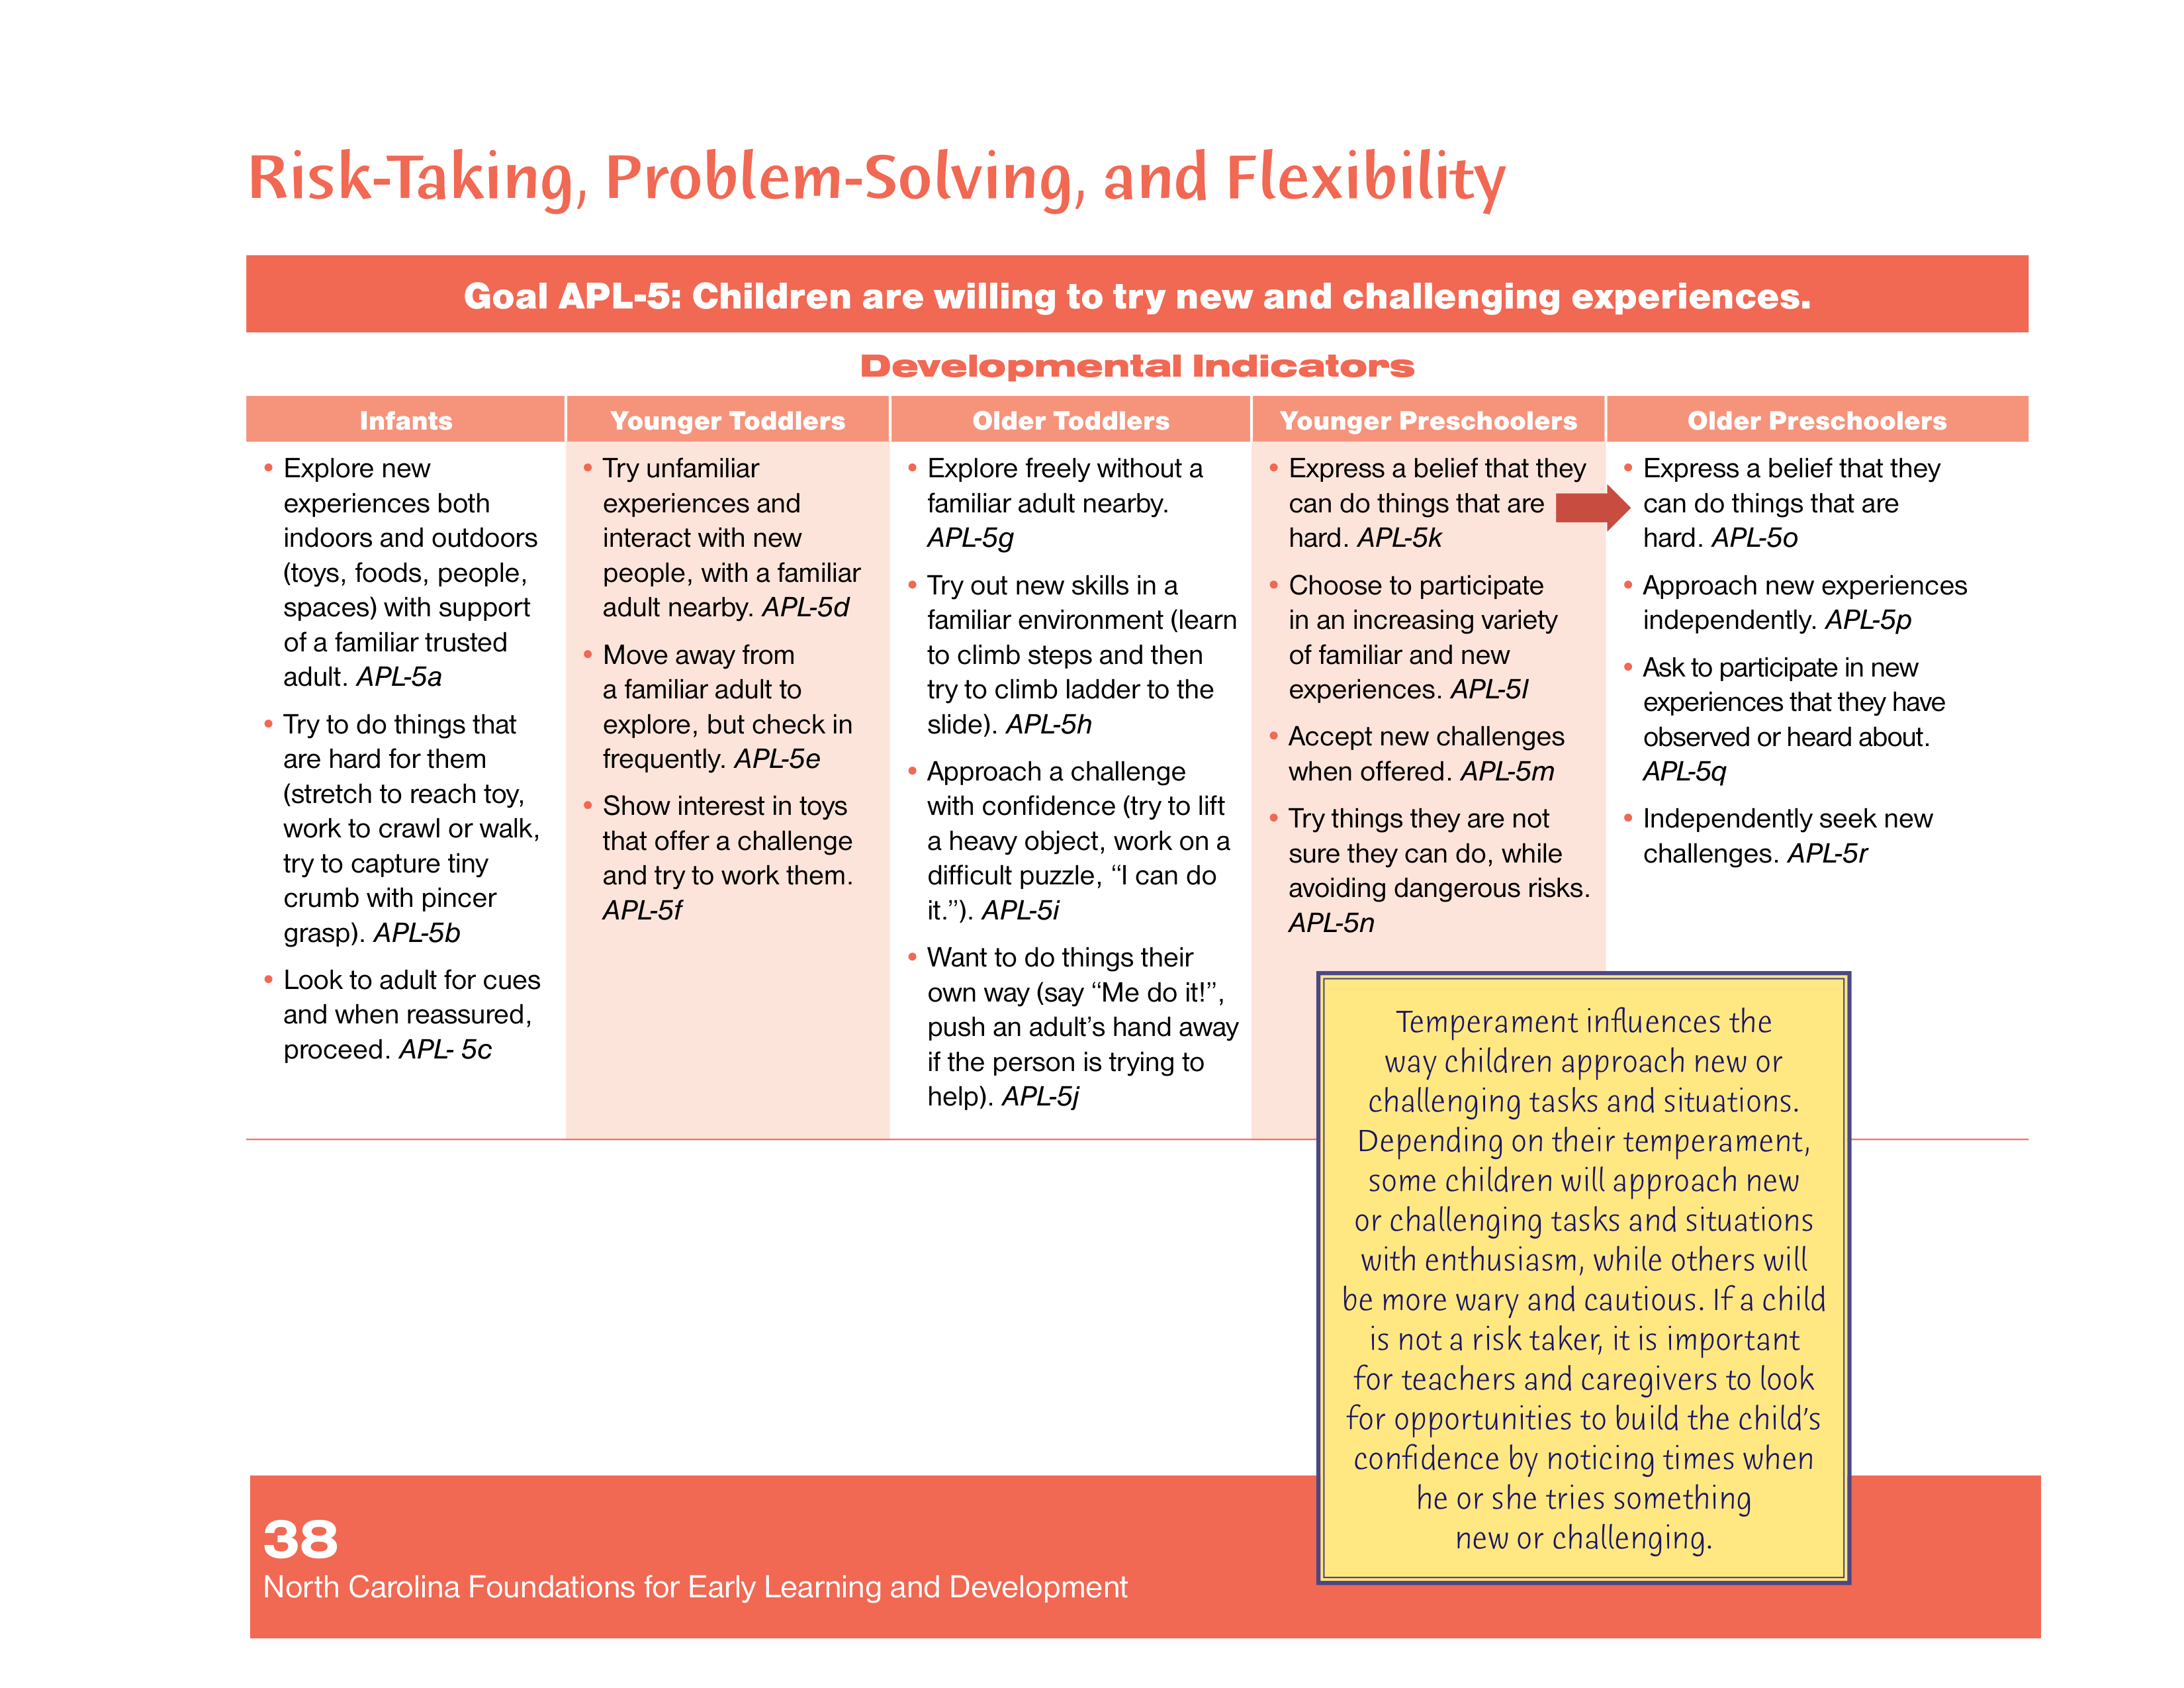 Risk-Taking, Problem-Solving, and Flexibility
Goal APL-5: Children are willing to try new and challenging experiences.
Developmental Indicators
Infants
• Explore new
experiences both
indoors and outdoors
(toys, foods, people,
spaces) with support
of a familiar trusted
adult. APL-5a
• Try to do things that
are hard for them
(stretch to reach toy,
work to crawl or walk,
try to capture tiny
crumb with pincer
grasp). APL-5b
• Look to adult for cues
and when reassured,
proceed. APL- 5c
Younger Toddlers
• Try unfamiliar
experiences and
interact with new
people, with a familiar
adult nearby. APL-5d
• Move away from
a familiar adult to
explore, but check in
frequently. APL-5e
• Show interest in toys
that offer a challenge
and try to work them.
APL-5f
Older Toddlers
• Explore freely without a
familiar adult nearby.
APL-5g
• Try out new skills in a
familiar environment (learn
to climb steps and then
try to climb ladder to the
slide). APL-5h
• Approach a challenge
with confidence (try to lift
a heavy object, work on a
difficult puzzle, “I can do
it.”). APL-5i
• Want to do things their
own way (say “Me do it!”,
push an adult’s hand away
if the person is trying to
help). APL-5j
Younger Preschoolers
• Express a belief that they
can do things that are
hard. APL-5k
• Choose to participate
in an increasing variety
of familiar and new
experiences. APL-5l
• Accept new challenges
when offered. APL-5m
• Try things they are not
sure they can do, while
avoiding dangerous risks.
APL-5n
Older Preschoolers
• Express a belief that they
can do things that are
hard. APL-5o
• Approach new experiences
independently. APL-5p
• Ask to participate in new
experiences that they have
observed or heard about.
APL-5q
• Independently seek new
challenges. APL-5r
Temperament influences the
way children approach new or
challenging tasks and situations.
Depending on their temperament,
some children will approach new
or challenging tasks and situations
with enthusiasm, while others will
be more wary and cautious. If a child
is not a risk taker, it is important
for teachers and caregivers to look
for opportunities to build the child’s
confidence by noticing times when
he or she tries something
new or challenging.
38
North Carolina Foundations for Early Learning and Development